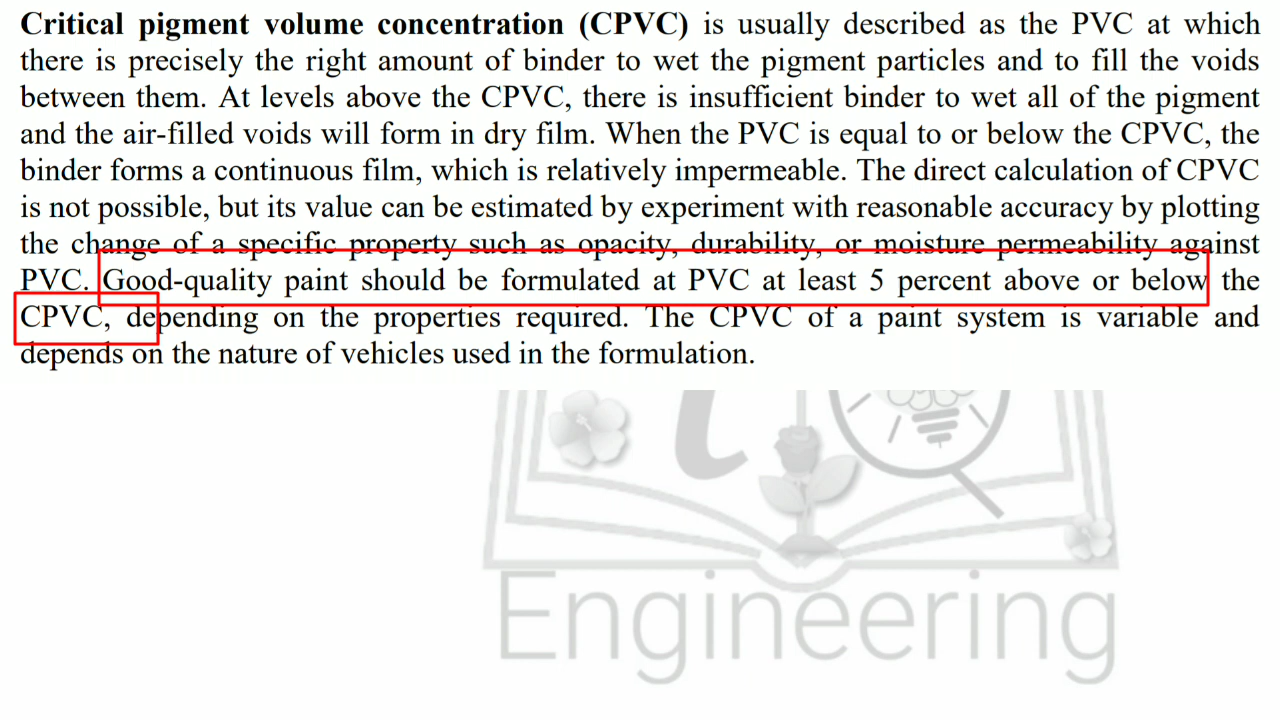 Critical pigment volume concentration (CPVC) is usually described as the PVC at which
there is precisely the right amount of binder to wet the pigment particles and to fill the voids
between them. At levels above the CPVC, there is insufficient binder to wet all of the pigment
and the air-filled voids will form in dry film. When the PVC is equal to or below the CPVC, the
binder forms a continuous film, which is relatively impermeable. The direct calculation of CPVC
is not possible, but its value can be estimated by experiment with reasonable accuracy by plotting
the change of a specific property such as opacity, durability, or moisture permeability against
PVC. Good-quality paint should be formulated at PVC at least 5 percent above or below the
CPVC, depending on the properties required. The CPVC of a paint system is variable and
depends on the nature of vehicles used in the formulation.
Engineering